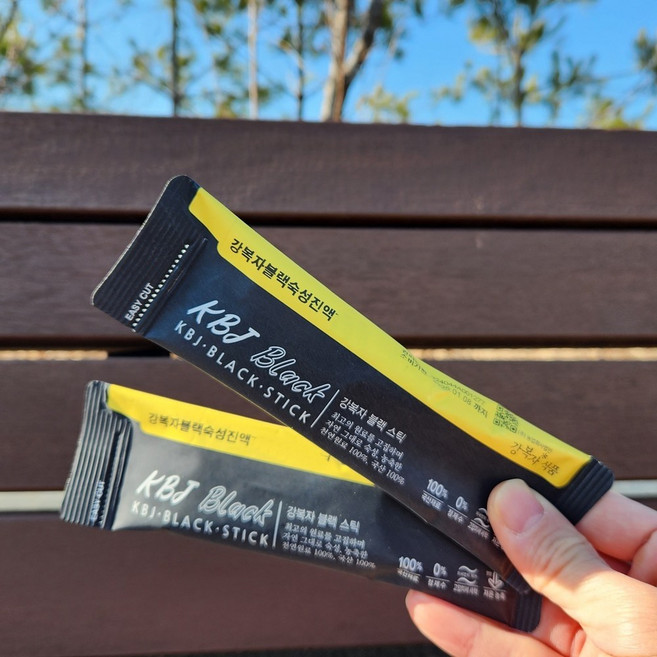 EASY CUT
강복자블랙숙성진액
KBJ Black
KBJ·BLACK·STICK
강복자 블랙 스틱
최고의 원료를 고집하며
자연 그대로 숙성, 농축한
천연원료 100%, 국산 100%
100% 0%
강복자 식품
EASY CUT
강복자블랙숙성진액
KBJ Black
KBJ·BLACK·STICK
강복자 블랙 스틱
최고의 원료를 고집하며
자연 그대로 숙성, 농축한
천연원료 100%, 국산 100%
100% 0%